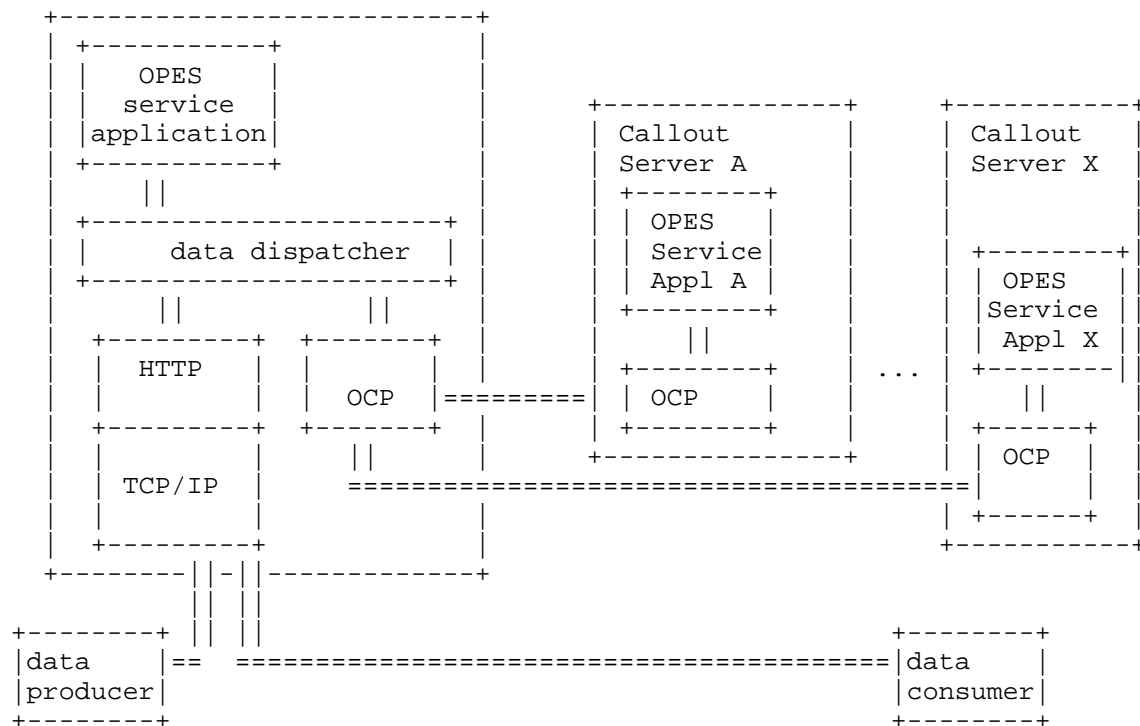 OPES
service
application
data dispatcher
HTTP
OCP
TCP/IP
Callout
Server A
OPES
Service
Appl A
OCP
...
Callout
Server X
OPES
Service
Appl X
OCP
data
producer
data
consumer